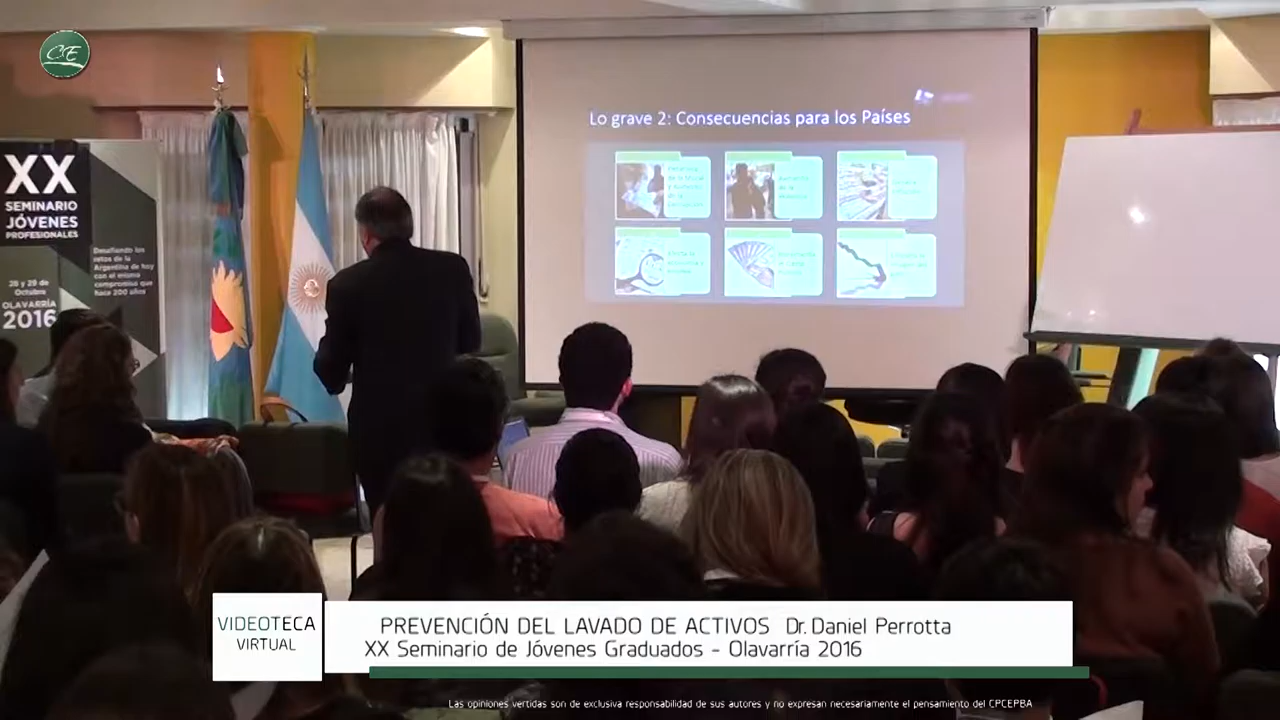 CE
XX
SEMINARIO
JÓVENES
PROFESIONALES
Desafiando los
retos de la
Argentina de hoy
con el mismo
compromiso que
hace 200 años
28 y 29 de
Octubre
OLAVARRÍA
2016
Lo grave 2: Consecuencias para los Países
VIDEOTECA
VIRTUAL
PREVENCIÓN DEL LAVADO DE ACTIVOS Dr. Daniel Perrotta
XX Seminario de Jóvenes Graduados - Olavarría 2016
Las opiniones vertidas son de exclusiva responsabilidad de sus autores y no expresan necesariamente el pensamiento del CPCEPBA